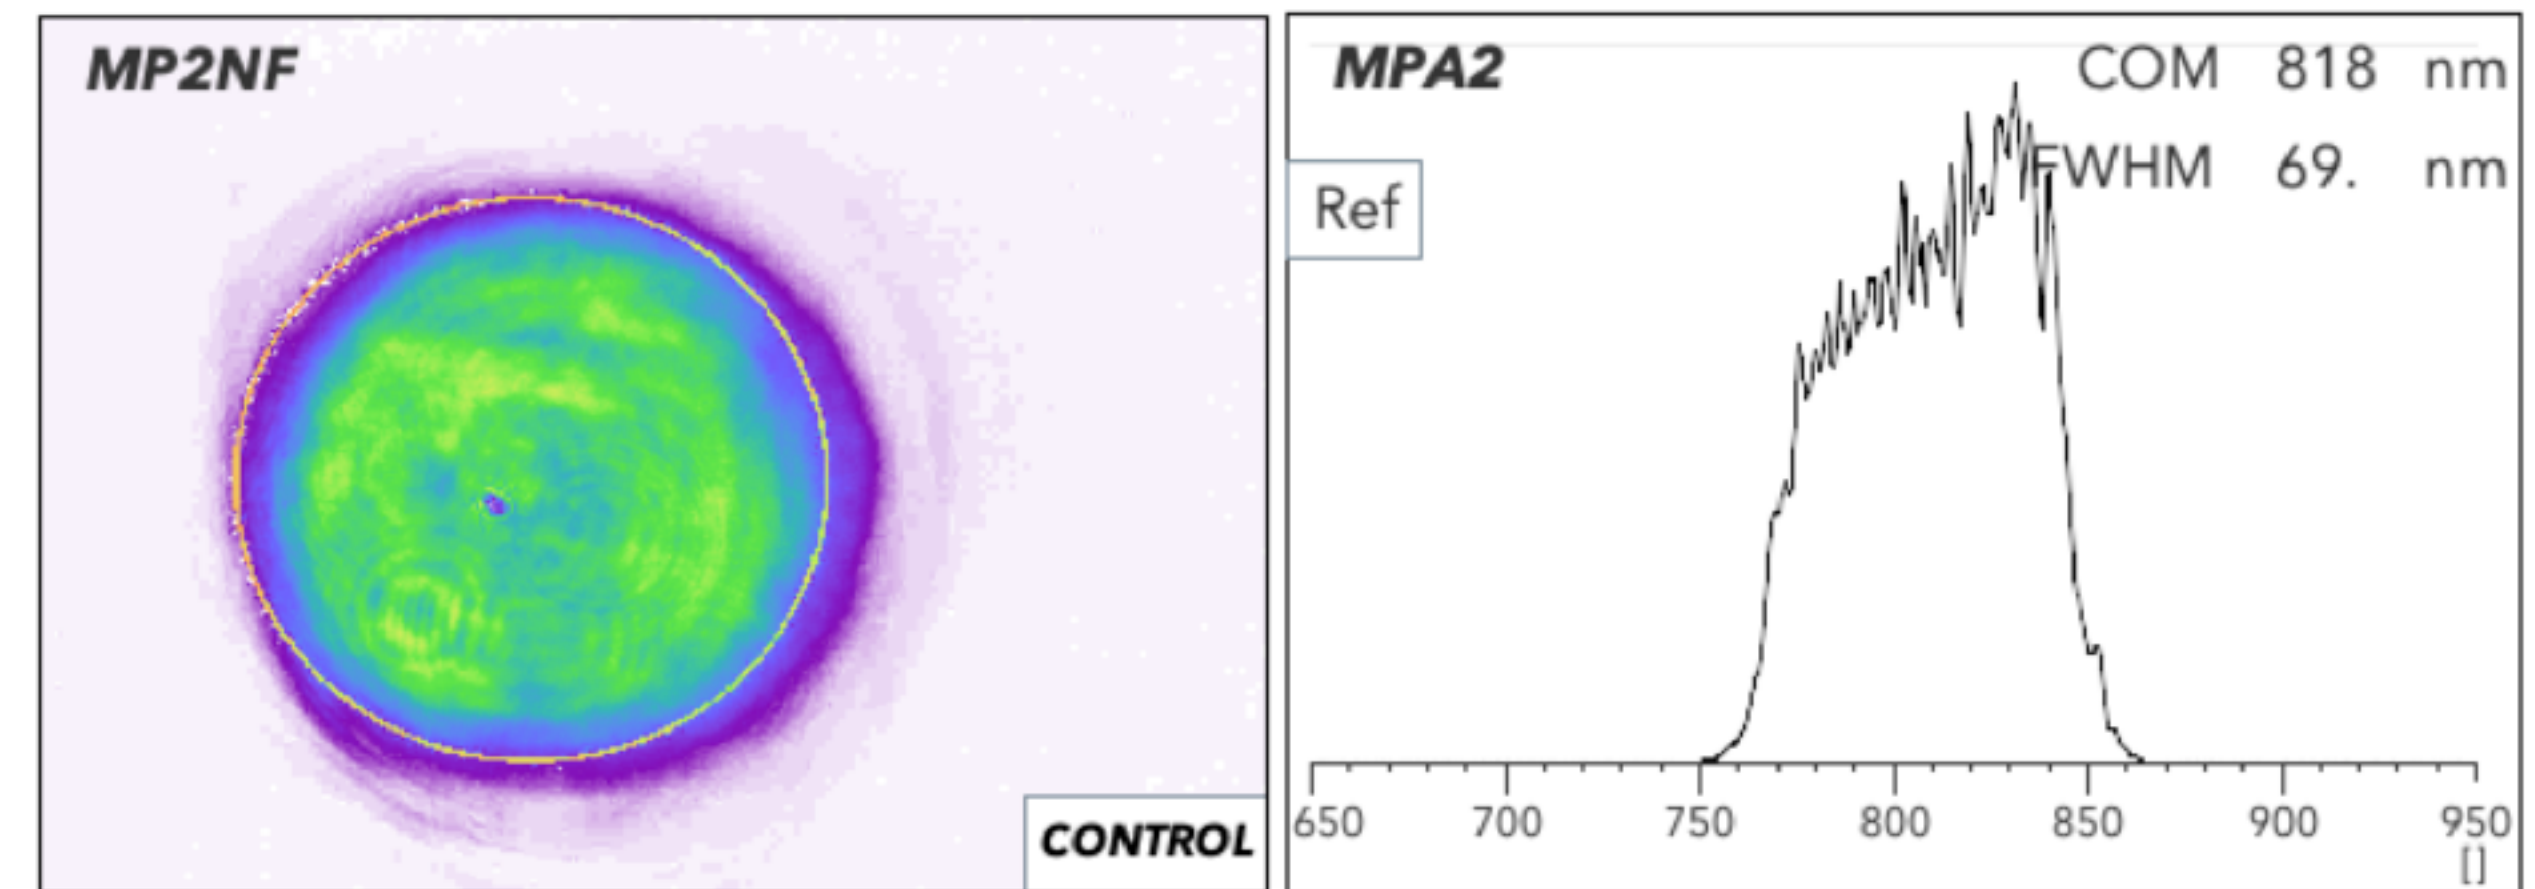 MP2NF
CONTROL
MPA2
COM 818 nm
FWHM 69. nm
Ref
650 700 750 800 850 900 950
[]